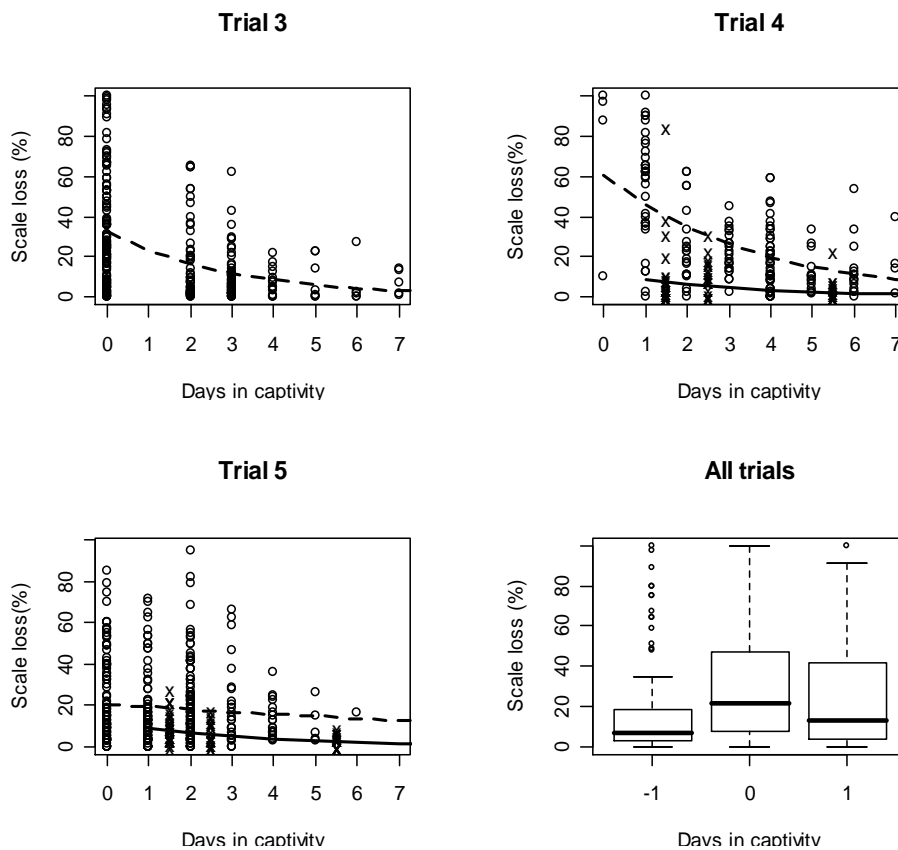 Trial 3
Scale loss (%)
80
60
40
20
0
0 1 2 3 4 5 6 7
Days in captivity
Trial 4
Scale loss(%)
80
60
40
20
0
0 1 2 3 4 5 6 7
Days in captivity
Trial 5
Scale loss(%)
80
60
40
20
0
0 1 2 3 4 5 6 7
Days in captivity
All trials
Scale loss (%)
80
60
40
20
0
-1 0 1
Days in captivity